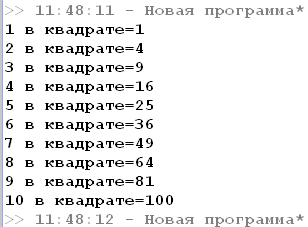 >> 11:48:11 - Новая программа*
1 в квадрате=1
2 в квадрате=4
3 в квадрате=9
4 в квадрате=16
5 в квадрате=25
6 в квадрате=36
7 в квадрате=49
8 в квадрате=64
9 в квадрате=81
10 в квадрате=100
>> 11:48:12 - Новая программа*